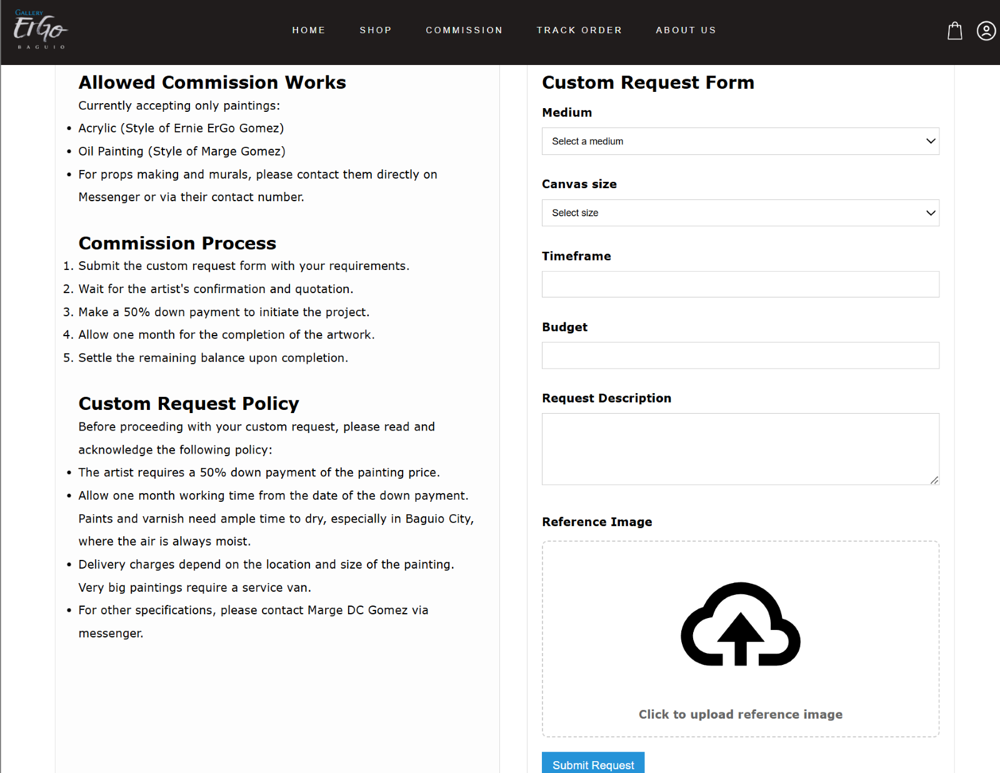 GALLERY
ErGo
BAGUIO
HOME
SHOP
COMMISSION
TRACK ORDER
ABOUT US
Allowed Commission Works
Currently accepting only paintings:
• Acrylic (Style of Ernie ErGo Gomez)
• Oil Painting (Style of Marge Gomez)
• For props making and murals, please contact them directly on
Messenger or via their contact number.
Commission Process
1. Submit the custom request form with your requirements.
2. Wait for the artist's confirmation and quotation.
3. Make a 50% down payment to initiate the project.
4. Allow one month for the completion of the artwork.
5. Settle the remaining balance upon completion.
Custom Request Policy
Before proceeding with your custom request, please read and
acknowledge the following policy:
• The artist requires a 50% down payment of the painting price.
• Allow one month working time from the date of the down payment.
Paints and varnish need ample time to dry, especially in Baguio City,
where the air is always moist.
• Delivery charges depend on the location and size of the painting.
Very big paintings require a service van.
• For other specifications, please contact Marge DC Gomez via
messenger.
Custom Request Form
Medium
Select a medium
Canvas size
Select size
Timeframe
Budget
Request Description
Reference Image
Click to upload reference image
Submit Request